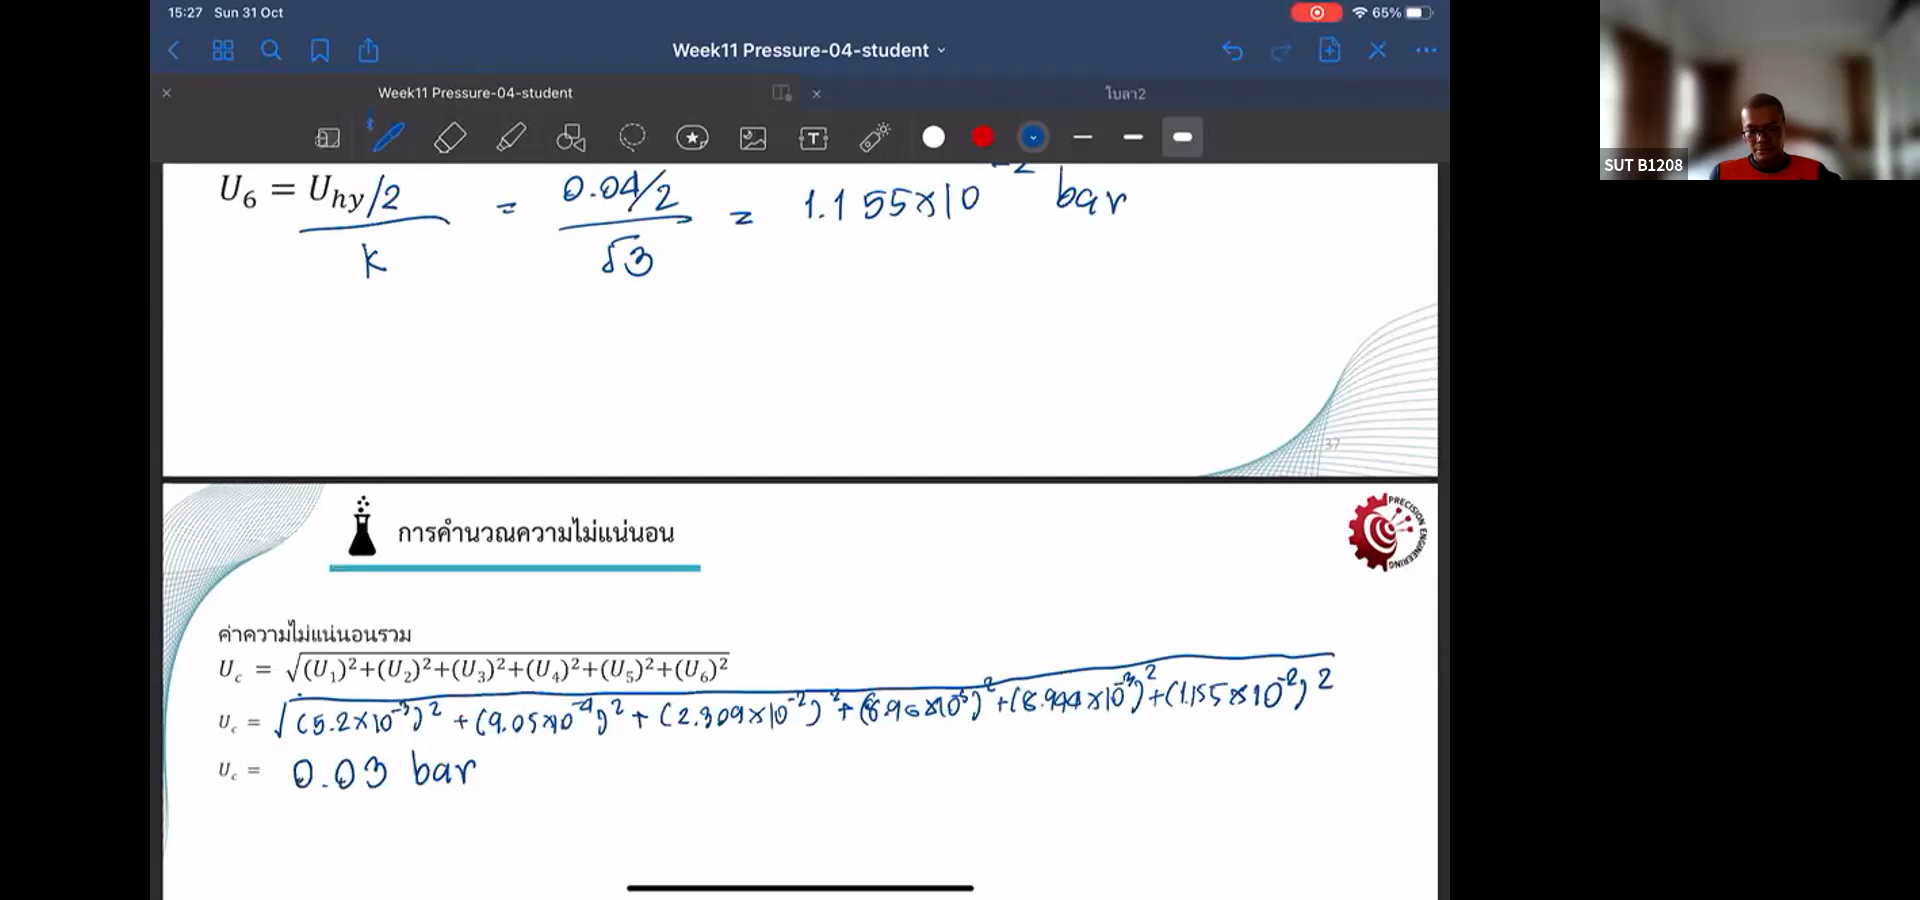 15:27 Sun 31 Oct
65%
Week11 Pressure-04-student
Week11 Pressure-04-student
ใบลา2
SUT B1208
U₆ = U_hy/2 / k = 0.04/2 / √3 = 1.155×10⁻² bar
37
การคำนวณความไม่แน่นอน
PRECISION ENGINEERING
ค่าความไม่แน่นอนรวม
U_c = √(U₁)²+(U₂)²+(U₃)²+(U₄)²+(U₅)²+(U₆)²
U_c = √(5.2×10⁻³)² + (9.05×10⁻⁴)² + (2.309×10⁻²)² + (8.96×10⁻⁵)² + (8.944×10⁻³)² + (1.155×10⁻²)²
U_c = 0.03 bar